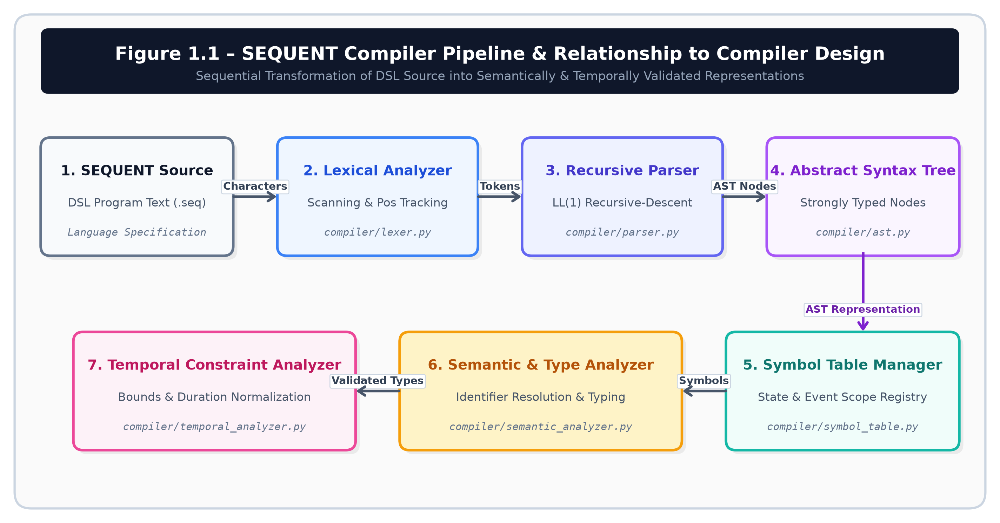 Figure 1.1 – SEQUENT Compiler Pipeline & Relationship to Compiler Design
Sequential Transformation of DSL Source into Semantically & Temporally Validated Representations
1. SEQUENT Source
DSL Program Text (.seq)
Language Specification
Characters
2. Lexical Analyzer
Scanning & Pos Tracking
compiler/lexer.py
Tokens
3. Recursive Parser
LL(1) Recursive-Descent
compiler/parser.py
AST Nodes
4. Abstract Syntax Tree
Strongly Typed Nodes
compiler/ast.py
AST Representation
5. Symbol Table Manager
State & Event Scope Registry
compiler/symbol_table.py
Symbols
6. Semantic & Type Analyzer
Identifier Resolution & Typing
compiler/semantic_analyzer.py
Validated Types
7. Temporal Constraint Analyzer
Bounds & Duration Normalization
compiler/temporal_analyzer.py